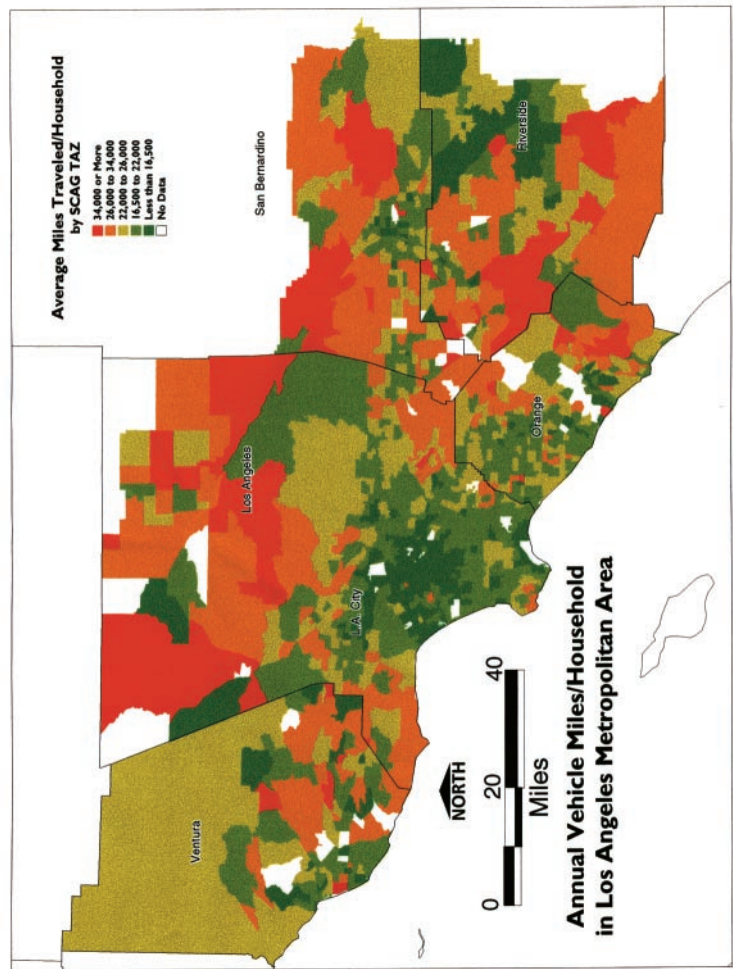 Average Miles Traveled/Household
by SCAG TAZ
34,000 or More
26,000 to 34,000
22,000 to 26,000
16,500 to 22,000
Less than 16,500
No Data
San Bernardino
Los Angeles
Ventura
L.A. City
Riverside
Orange
NORTH
0 20 40
Miles
Annual Vehicle Miles/Household
in Los Angeles Metropolitan Area